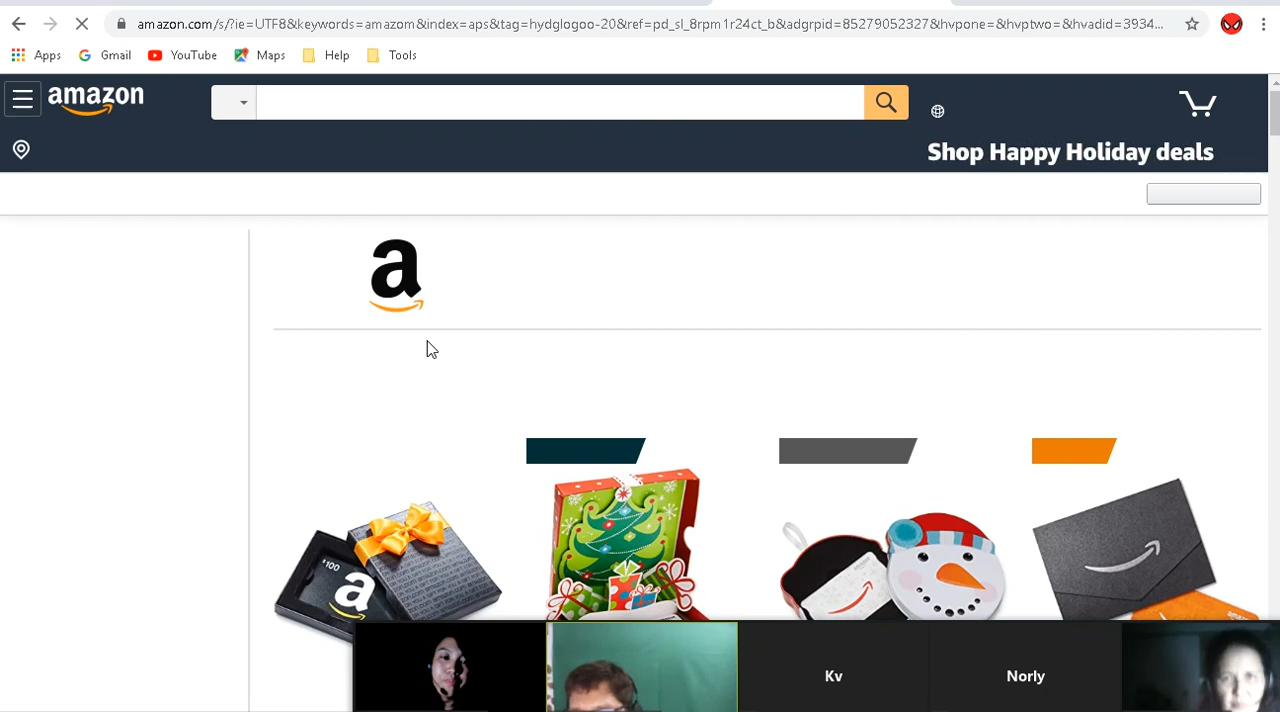 amazon.com/s/?ie=UTF8&keywords=amazom&index=aps&tag=hydglogoo-20&ref=pd_sl_8rpm1r24ct_b&adgrpid=85279052327&hvpone=&hvptwo=&hvadid=3934...
Apps Gmail YouTube Maps Help Tools
amazon
Shop Happy Holiday deals
a
$100
a
Kv
Norly